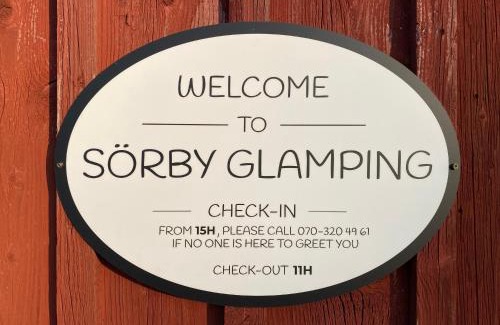 WELCOME
TO
SÖRBY GLAMPING
CHECK-IN
FROM 15H, PLEASE CALL 070-320 49 61
IF NO ONE IS HERE TO GREET YOU
CHECK-OUT 11H